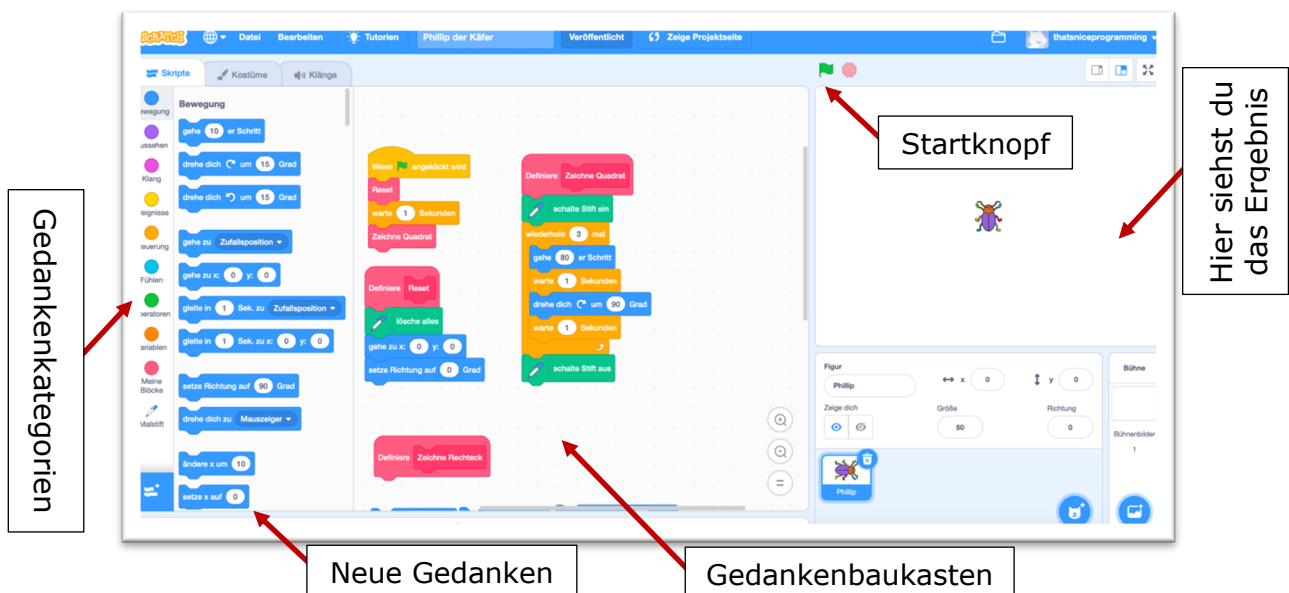 SCRATCH
Datei
Bearbeiten
Tutorien
Phillip der Käfer
Veröffentlicht
Zeige Projektseite
thatsniceprogramming
Skripte
Kostüme
Klänge
ewegung
ussehen
Klang
reignisse
teuerung
Fühlen
peratoren
ariablen
Meine
Blöcke
Malstift
Bewegung
gehe 10 er Schritt
drehe dich um 15 Grad
drehe dich um 15 Grad
gehe zu Zufallsposition
gehe zu x: 0 y: 0
gleite in 1 Sek. zu Zufallsposition
gleite in 1 Sek. zu x: 0 y: 0
setze Richtung auf 90 Grad
drehe dich zu Mauszeiger
ändere x um 10
setze x auf 0
Wenn angeklickt wird
Reset
warte 1 Sekunden
Zeichne Quadrat
Definiere Reset
lösche alles
gehe zu x: 0 y: 0
setze Richtung auf 0 Grad
Definiere Zeichne Quadrat
schalte Stift ein
wiederhole 3 mal
gehe 80 er Schritt
warte 1 Sekunden
drehe dich um 90 Grad
warte 1 Sekunden
schalte Stift aus
Definiere Zeichne Rechteck
Figur
Phillip
x 0
y 0
Zeige dich
Größe
50
Richtung
0
Phillip
Bühne
Bühnenbilder
1
Startknopf
Hier siehst du
das Ergebnis
Gedankenkategorien
Neue Gedanken
Gedankenbaukasten